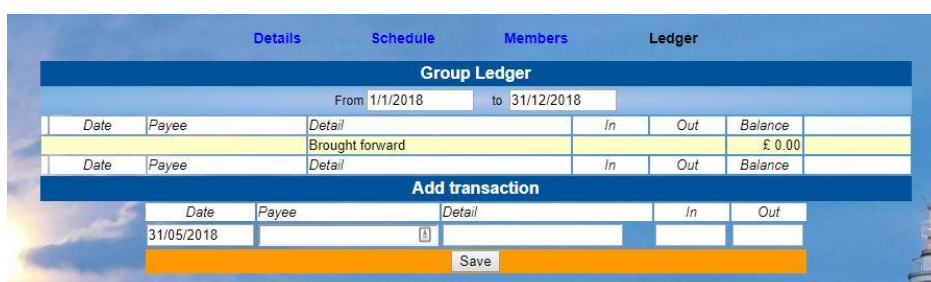 Details Schedule Members Ledger
Group Ledger
From 1/1/2018 to 31/12/2018
Date Payee Detail In Out Balance
Brought forward £ 0.00
Date Payee Detail In Out Balance
Add transaction
Date Payee Detail In Out
31/05/2018
Save